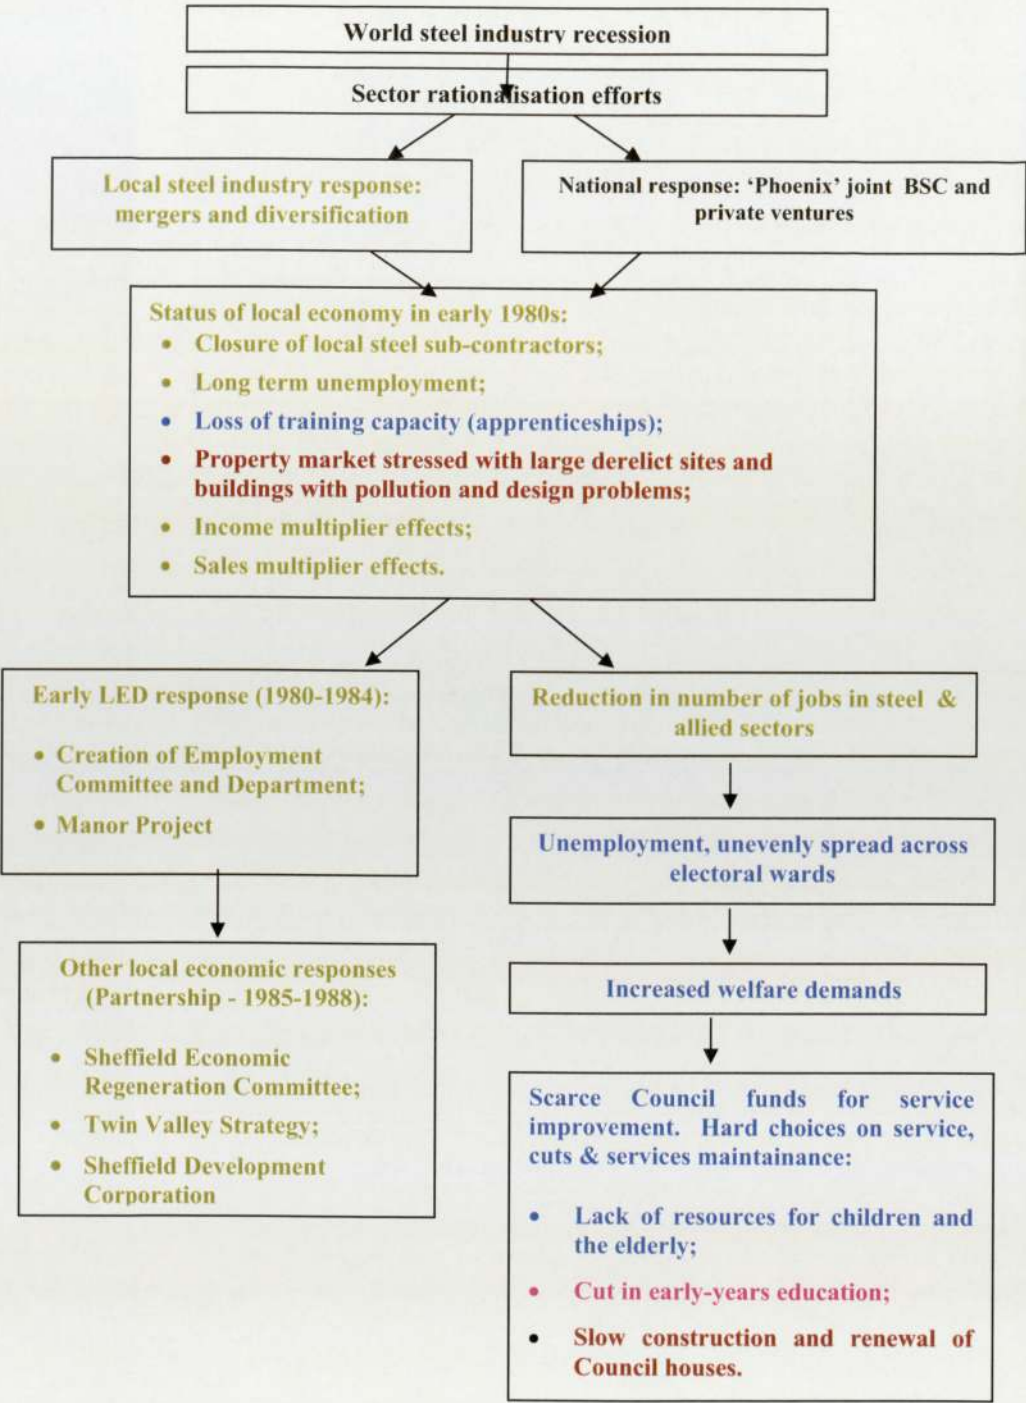 World steel industry recession
Sector rationalisation efforts
Local steel industry response:
mergers and diversification
National response: ‘Phoenix’ joint BSC and
private ventures
Status of local economy in early 1980s:
• Closure of local steel sub-contractors;
• Long term unemployment;
• Loss of training capacity (apprenticeships);
• Property market stressed with large derelict sites and
buildings with pollution and design problems;
• Income multiplier effects;
• Sales multiplier effects.
Early LED response (1980-1984):
• Creation of Employment
Committee and Department;
• Manor Project
Other local economic responses
(Partnership - 1985-1988):
• Sheffield Economic
Regeneration Committee;
• Twin Valley Strategy;
• Sheffield Development
Corporation
Reduction in number of jobs in steel &
allied sectors
Unemployment, unevenly spread across
electoral wards
Increased welfare demands
Scarce Council funds for service
improvement. Hard choices on service,
cuts & services maintainance:
• Lack of resources for children and
the elderly;
• Cut in early-years education;
• Slow construction and renewal of
Council houses.